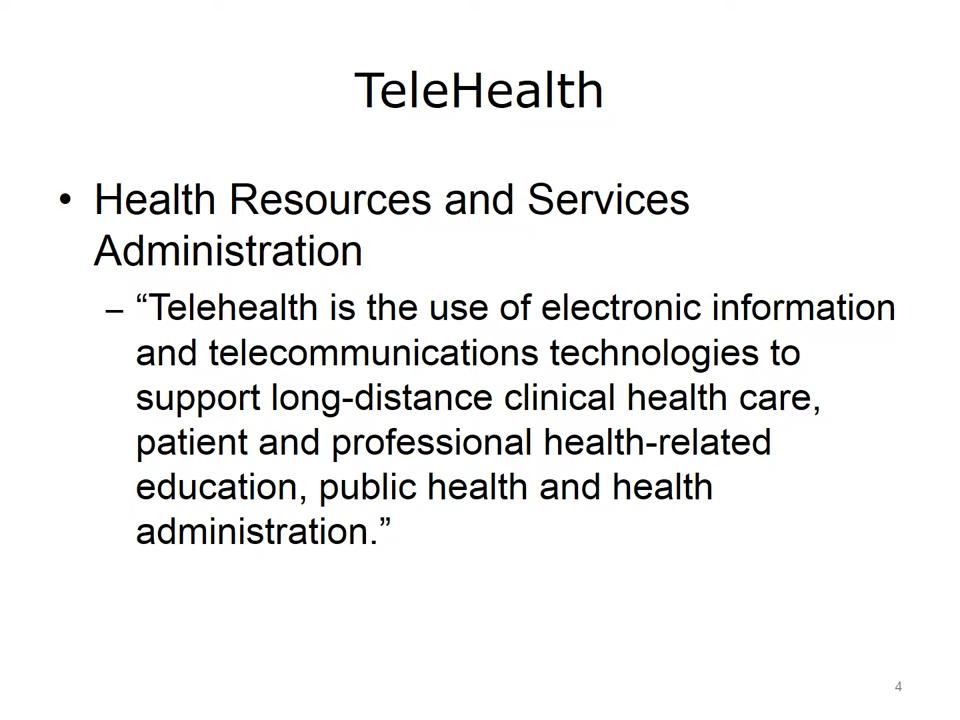 TeleHealth
• Health Resources and Services
Administration
– “Telehealth is the use of electronic information
and telecommunications technologies to
support long-distance clinical health care,
patient and professional health-related
education, public health and health
administration.”
4